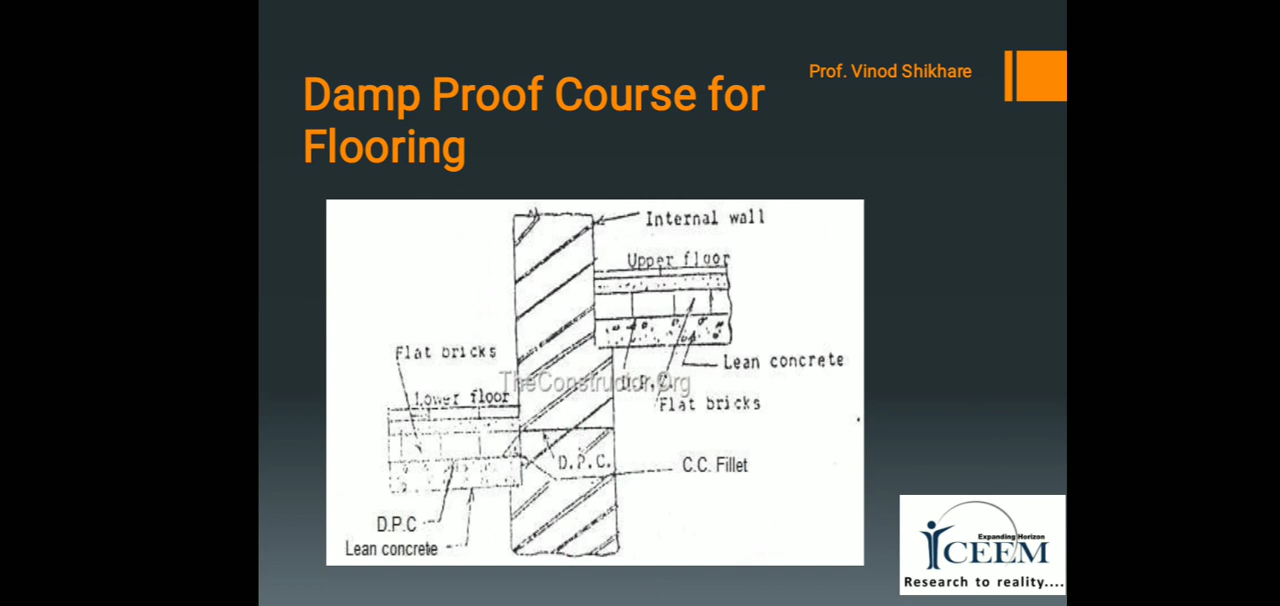 Prof. Vinod Shikhare
Damp Proof Course for
Flooring
Internal wall
Upper floor
Flat bricks
Lean concrete
TheConstructor.Org
D.P.C.
Lower floor
Flat bricks
D.P.C.
C.C. Fillet
D.P.C
Lean concrete
Expanding Horizon
ICEEM
Research to reality....